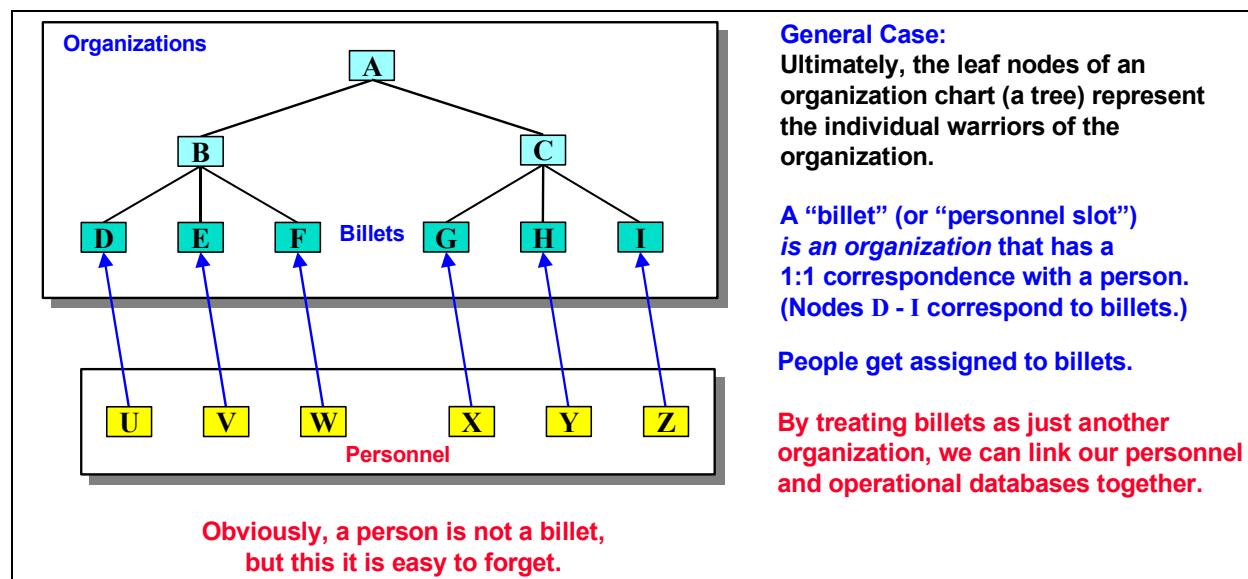 Organizations
A
B
C
D
E
F
Billets
G
H
I
U
V
W
X
Y
Z
Personnel
Obviously, a person is not a billet,
but this it is easy to forget.
General Case:
Ultimately, the leaf nodes of an
organization chart (a tree) represent
the individual warriors of the
organization.
A “billet” (or “personnel slot”)
is an organization that has a
1:1 correspondence with a person.
(Nodes D - I correspond to billets.)
People get assigned to billets.
By treating billets as just another
organization, we can link our personnel
and operational databases together.